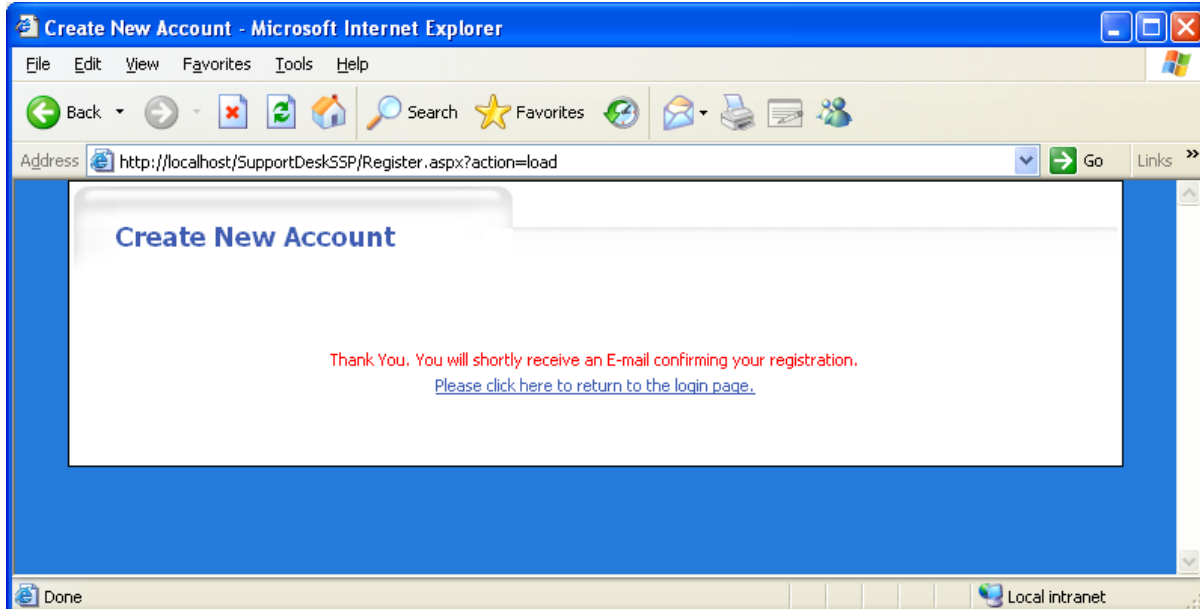 Create New Account - Microsoft Internet Explorer
File Edit View Favorites Tools Help
Back Search Favorites
Address http://localhost/SupportDeskSSP/Register.aspx?action=load Go Links »
Create New Account
Thank You. You will shortly receive an E-mail confirming your registration.
Please click here to return to the login page.
Done Local intranet